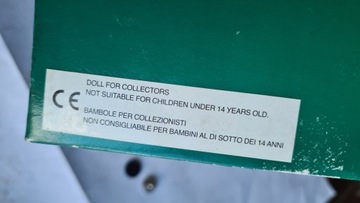 CE
DOLL FOR COLLECTORS
NOT SUITABLE FOR CHILDREN UNDER 14 YEARS OLD.
BAMBOLE PER COLLEZIONISTI
NON CONSIGLIABILE PER BAMBINI AL DI SOTTO DEI 14 ANNI